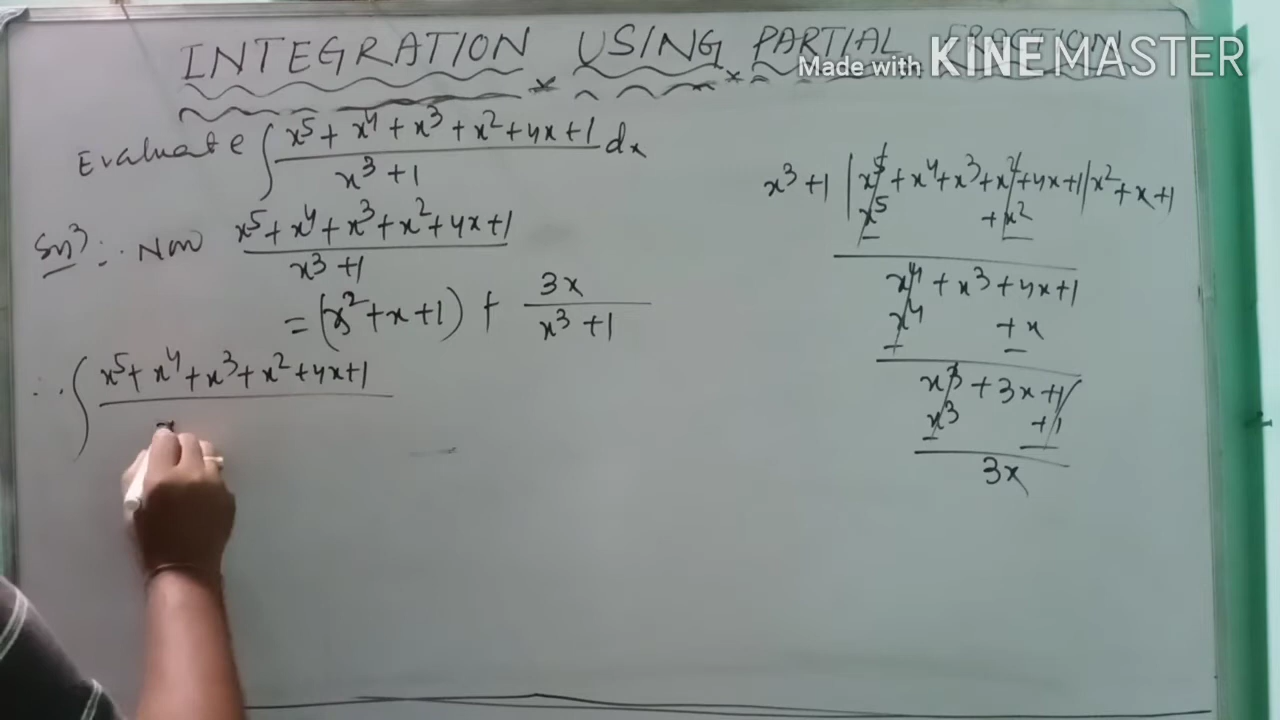 INTEGRATION USING PARTIAL FRACTION
Made with KINEMASTER
Evaluate ∫ x⁵ + x⁴ + x³ + x² + 4x + 1 dx
x³ + 1
Now x⁵ + x⁴ + x³ + x² + 4x + 1
x³ + 1
= (x² + x + 1) + 3x
x³ + 1
∴ ∫ x⁵ + x⁴ + x³ + x² + 4x + 1
x³ + 1 | x⁵ + x⁴ + x³ + x² + 4x + 1 | x² + x + 1
x⁵ + x²
−  −
x⁴ + x³ + 4x + 1
x⁴ + x
−  −
x³ + 3x + 1
x³ + 1
−  −
3x